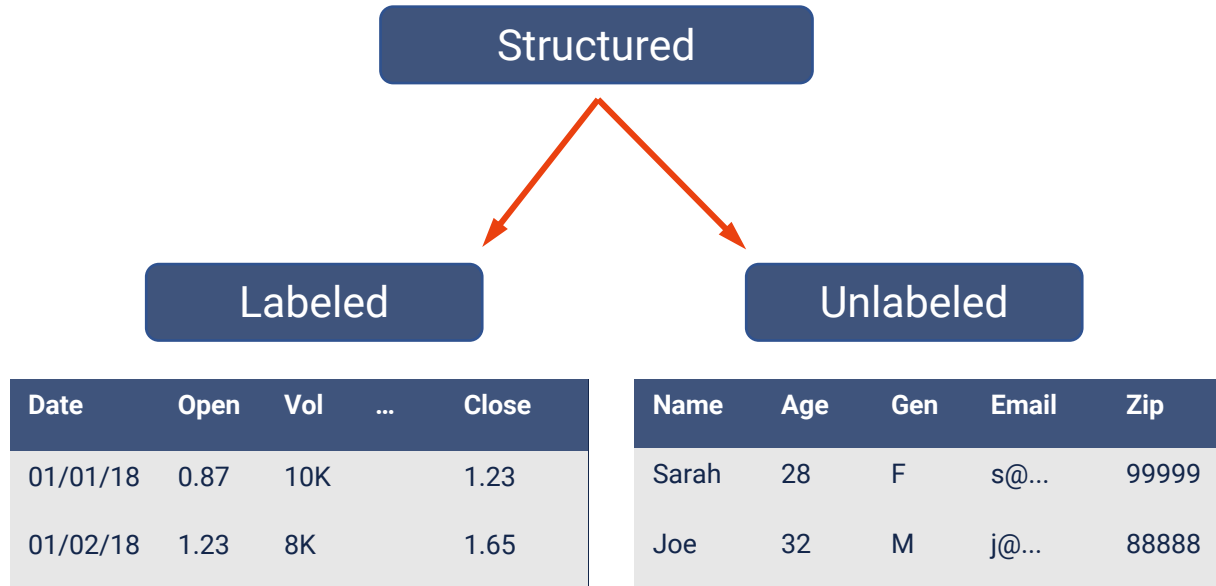 Structured
Labeled
Unlabeled
Date Open Vol ... Close
01/01/18 0.87 10K 1.23
01/02/18 1.23 8K 1.65
Name Age Gen Email Zip
Sarah 28 F s@... 99999
Joe 32 M j@... 88888